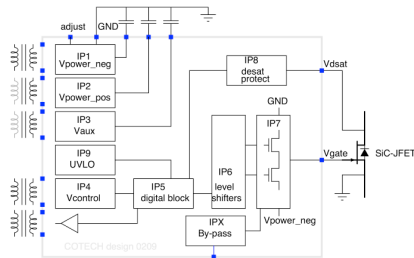 adjust GND
IP1
Vpower_neg
IP2
Vpower_pos
IP3
Vaux
IP9
UVLO
IP4
Vcontrol
IP5
digital block
IP6
level
shifters
IP8
desat
protect
GND
IP7
Vpower_neg
IPX
By-pass
Vdsat
Vgate
SiC-JFET
COTECH design 0209